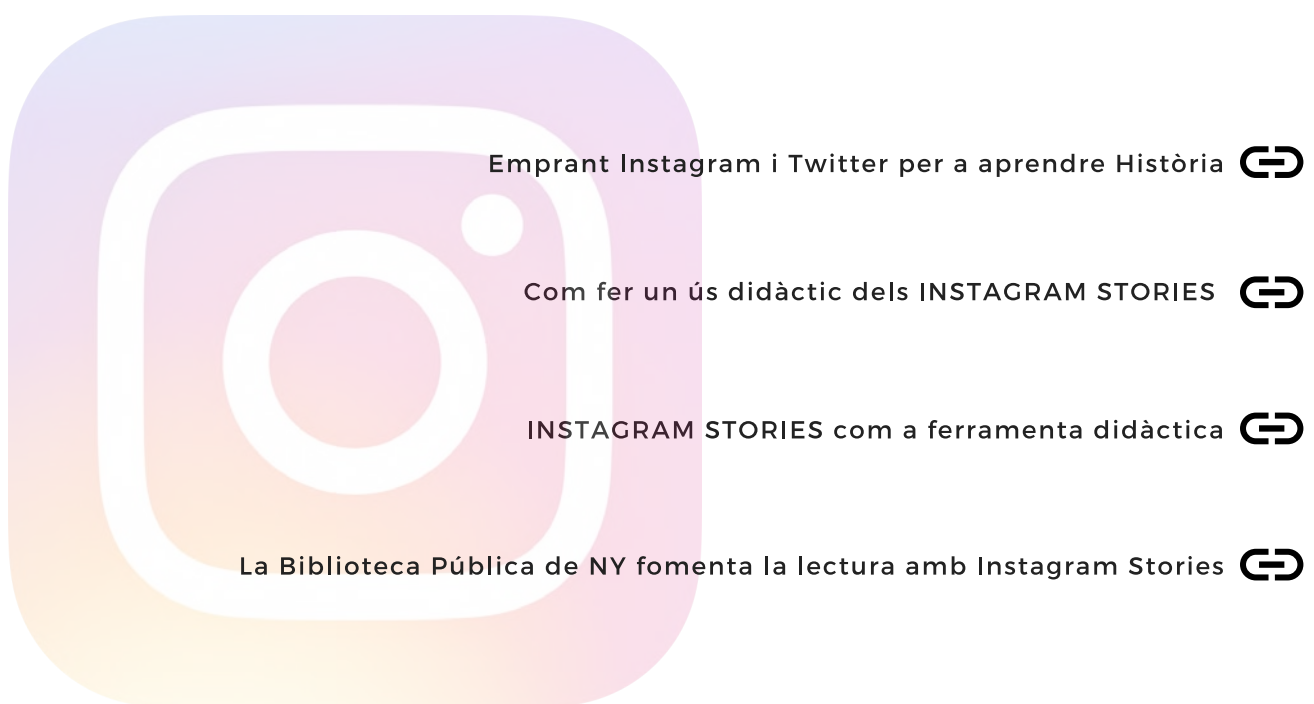 Emprant Instagram i Twitter per a aprendre Història
Com fer un ús didàctic dels INSTAGRAM STORIES
INSTAGRAM STORIES com a ferramenta didàctica
La Biblioteca Pública de NY fomenta la lectura amb Instagram Stories